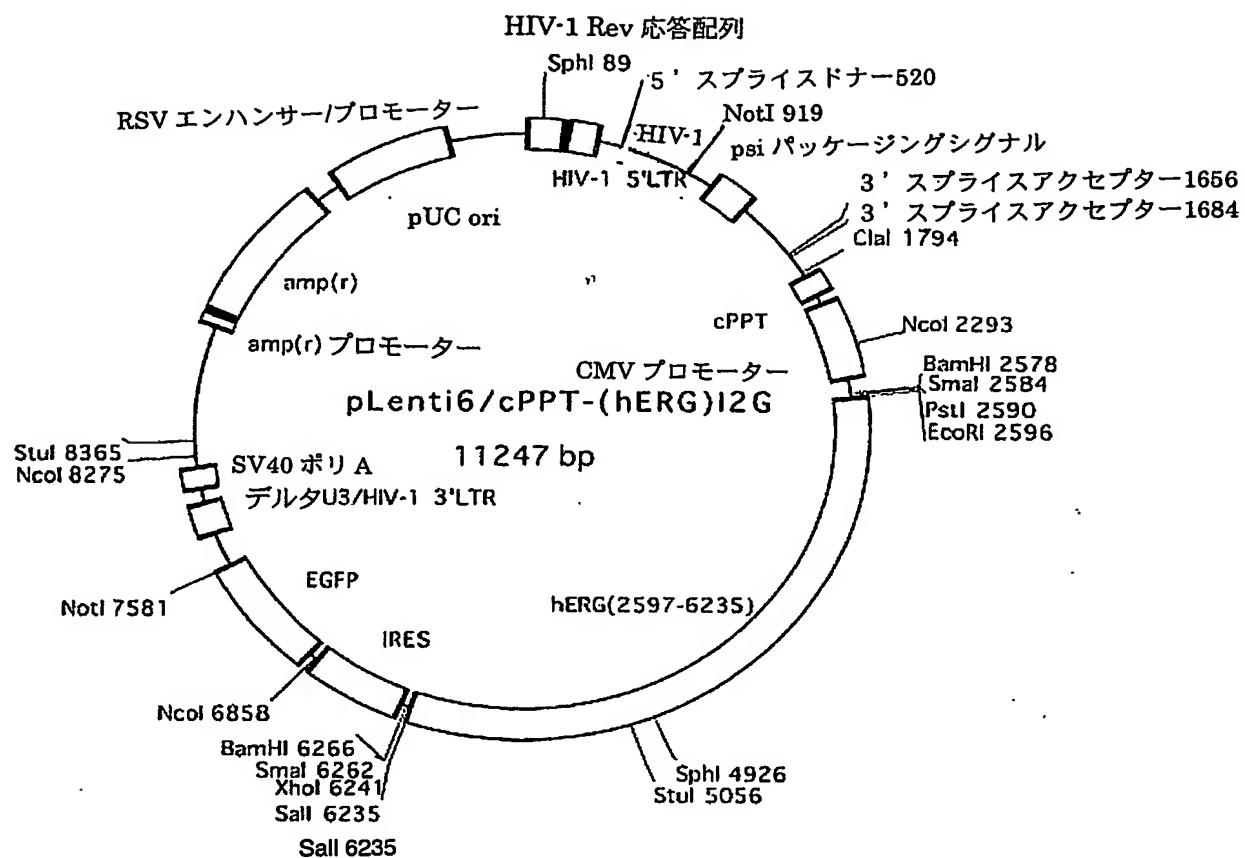 HIV-1 Rev 応答配列
SphI 89
5’ スプライスドナー520
RSV エンハンサー/プロモーター
NotI 919
HIV-1
psi パッケージングシグナル
HIV-1 5'LTR
3’ スプライスアクセプター1656
3’ スプライスアクセプター1684
pUC ori
ClaI 1794
amp(r)
cPPT
NcoI 2293
amp(r) プロモーター
CMV プロモーター
BamHI 2578
pLenti6/cPPT-(hERG)I2G
SmaI 2584
PstI 2590
EcoRI 2596
StuI 8365
11247 bp
NcoI 8275
SV40 ポリ A
デルタU3/HIV-1 3'LTR
EGFP
NotI 7581
hERG(2597-6235)
IRES
NcoI 6858
BamHI 6266
SmaI 6262
XhoI 6241
SalI 6235
SalI 6235
SphI 4926
StuI 5056